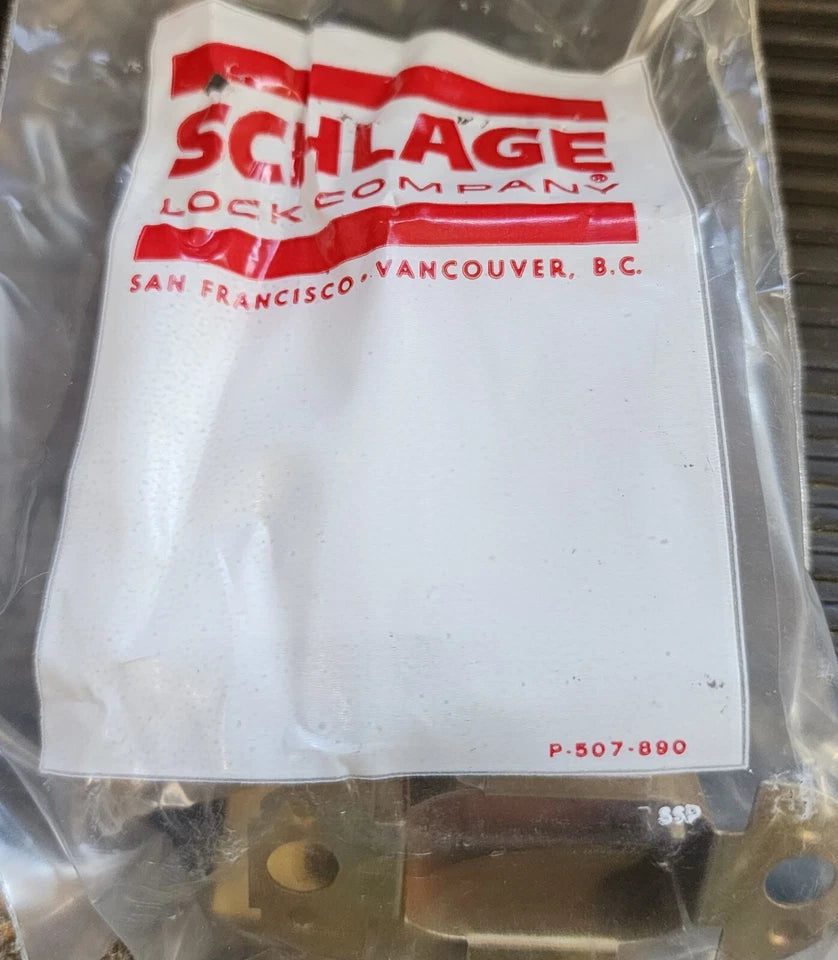 SCHLAGE®
LOCK COMPANY
SAN FRANCISCO • VANCOUVER, B.C.
P-507-890
SSP